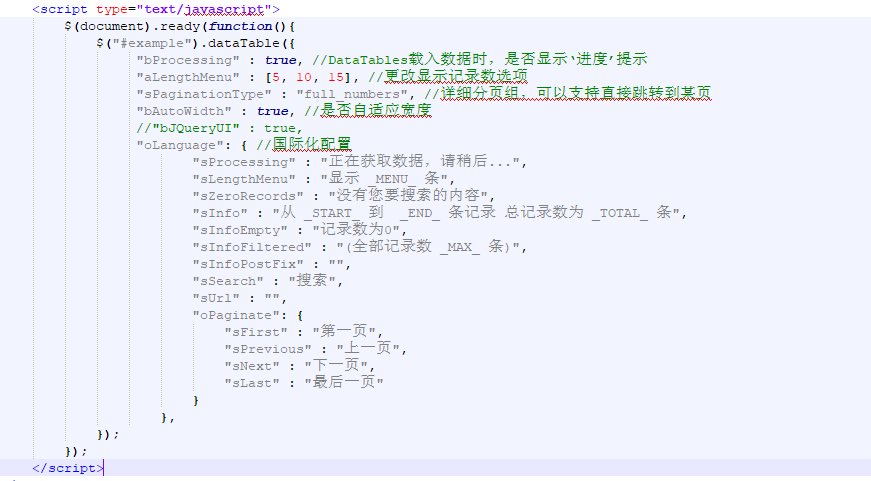 <script type="text/javascript">
$(document).ready(function(){
$("#example").dataTable({
"bProcessing" : true, //DataTables载入数据时，是否显示‘进度’提示
"aLengthMenu" : [5, 10, 15], //更改显示记录数选项
"sPaginationType" : "full_numbers", //详细分页组，可以支持直接跳转到某页
"bAutoWidth" : true, //是否自适应宽度
//"bJQueryUI" : true,
"oLanguage": { //国际化配置
"sProcessing" : "正在获取数据，请稍后...",
"sLengthMenu" : "显示 _MENU_ 条",
"sZeroRecords" : "没有您要搜索的内容",
"sInfo" : "从 _START_ 到  _END_ 条记录 总记录数为 _TOTAL_ 条",
"sInfoEmpty" : "记录数为0",
"sInfoFiltered" : "(全部记录数 _MAX_ 条)",
"sInfoPostFix" : "",
"sSearch" : "搜索",
"sUrl" : "",
"oPaginate": {
"sFirst" : "第一页",
"sPrevious" : "上一页",
"sNext" : "下一页",
"sLast" : "最后一页"
}
},
});
});
</script>